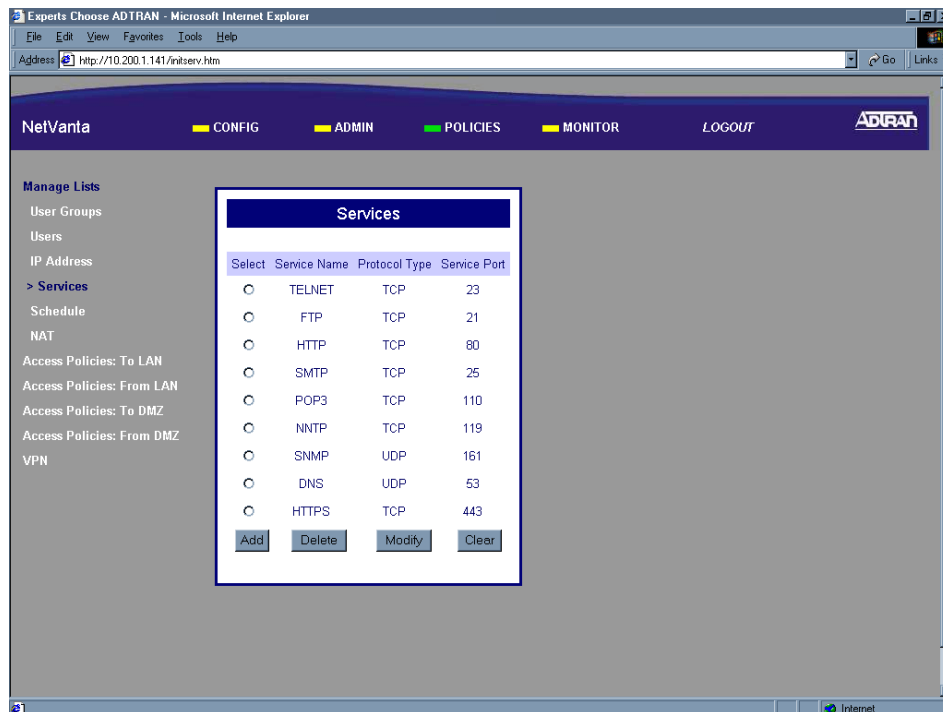 Experts Choose ADTRAN - Microsoft Internet Explorer
File Edit View Favorites Tools Help
Address http://10.200.1.141/initserv.htm Go Links
NetVanta CONFIG ADMIN POLICIES MONITOR LOGOUT ADTRAN
Manage Lists
User Groups
Users
IP Address
> Services
Schedule
NAT
Access Policies: To LAN
Access Policies: From LAN
Access Policies: To DMZ
Access Policies: From DMZ
VPN
Services
Select Service Name Protocol Type Service Port
TELNET TCP 23
FTP TCP 21
HTTP TCP 80
SMTP TCP 25
POP3 TCP 110
NNTP TCP 119
SNMP UDP 161
DNS UDP 53
HTTPS TCP 443
Add Delete Modify Clear
Internet